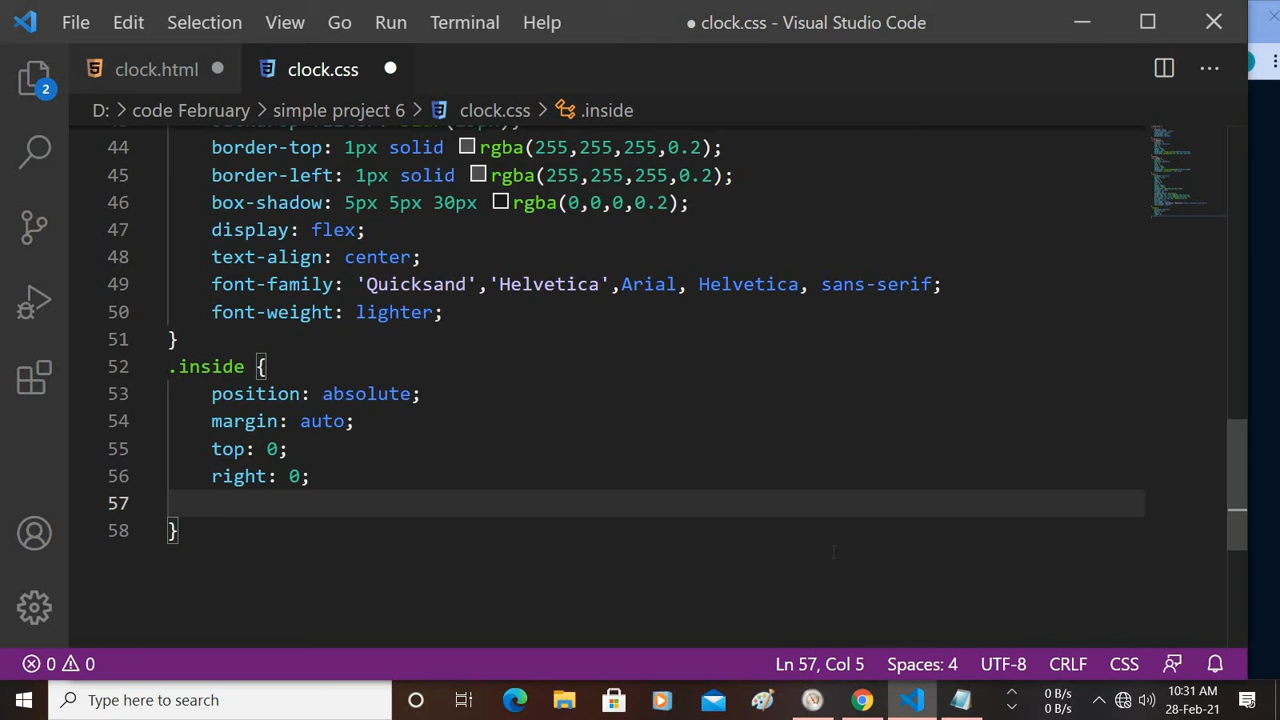 File Edit Selection View Go Run Terminal Help ● clock.css - Visual Studio Code
clock.html clock.css
D: > code February > simple project 6 > clock.css > .inside
44 border-top: 1px solid rgba(255,255,255,0.2);
45 border-left: 1px solid rgba(255,255,255,0.2);
46 box-shadow: 5px 5px 30px rgba(0,0,0,0.2);
47 display: flex;
48 text-align: center;
49 font-family: 'Quicksand','Helvetica',Arial, Helvetica, sans-serif;
50 font-weight: lighter;
51 }
52 .inside {
53 position: absolute;
54 margin: auto;
55 top: 0;
56 right: 0;
57
58 }
2
0 0 Ln 57, Col 5 Spaces: 4 UTF-8 CRLF CSS
Type here to search
0 B/s
0 B/s
10:31 AM
28-Feb-21